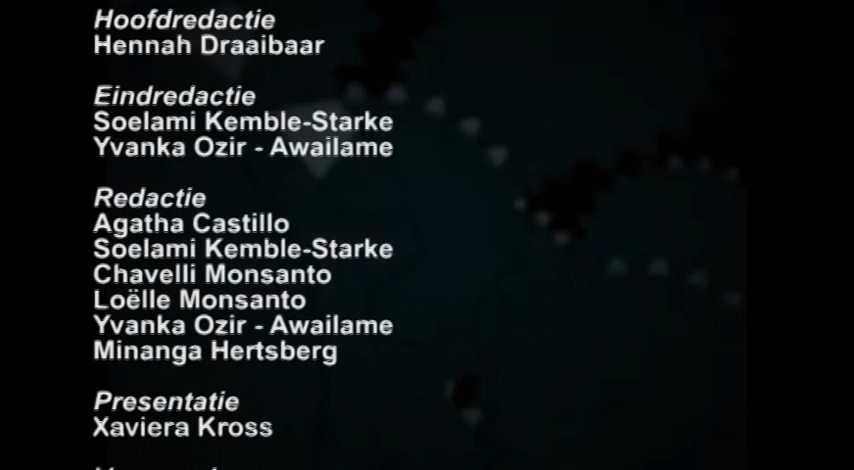 Hoofdredactie
Hennah Draaibaar
Eindredactie
Soelami Kemble-Starke
Yvanka Ozir - Awailame
Redactie
Agatha Castillo
Soelami Kemble-Starke
Chavelli Monsanto
Loëlle Monsanto
Yvanka Ozir - Awailame
Minanga Hertsberg
Presentatie
Xaviera Kross